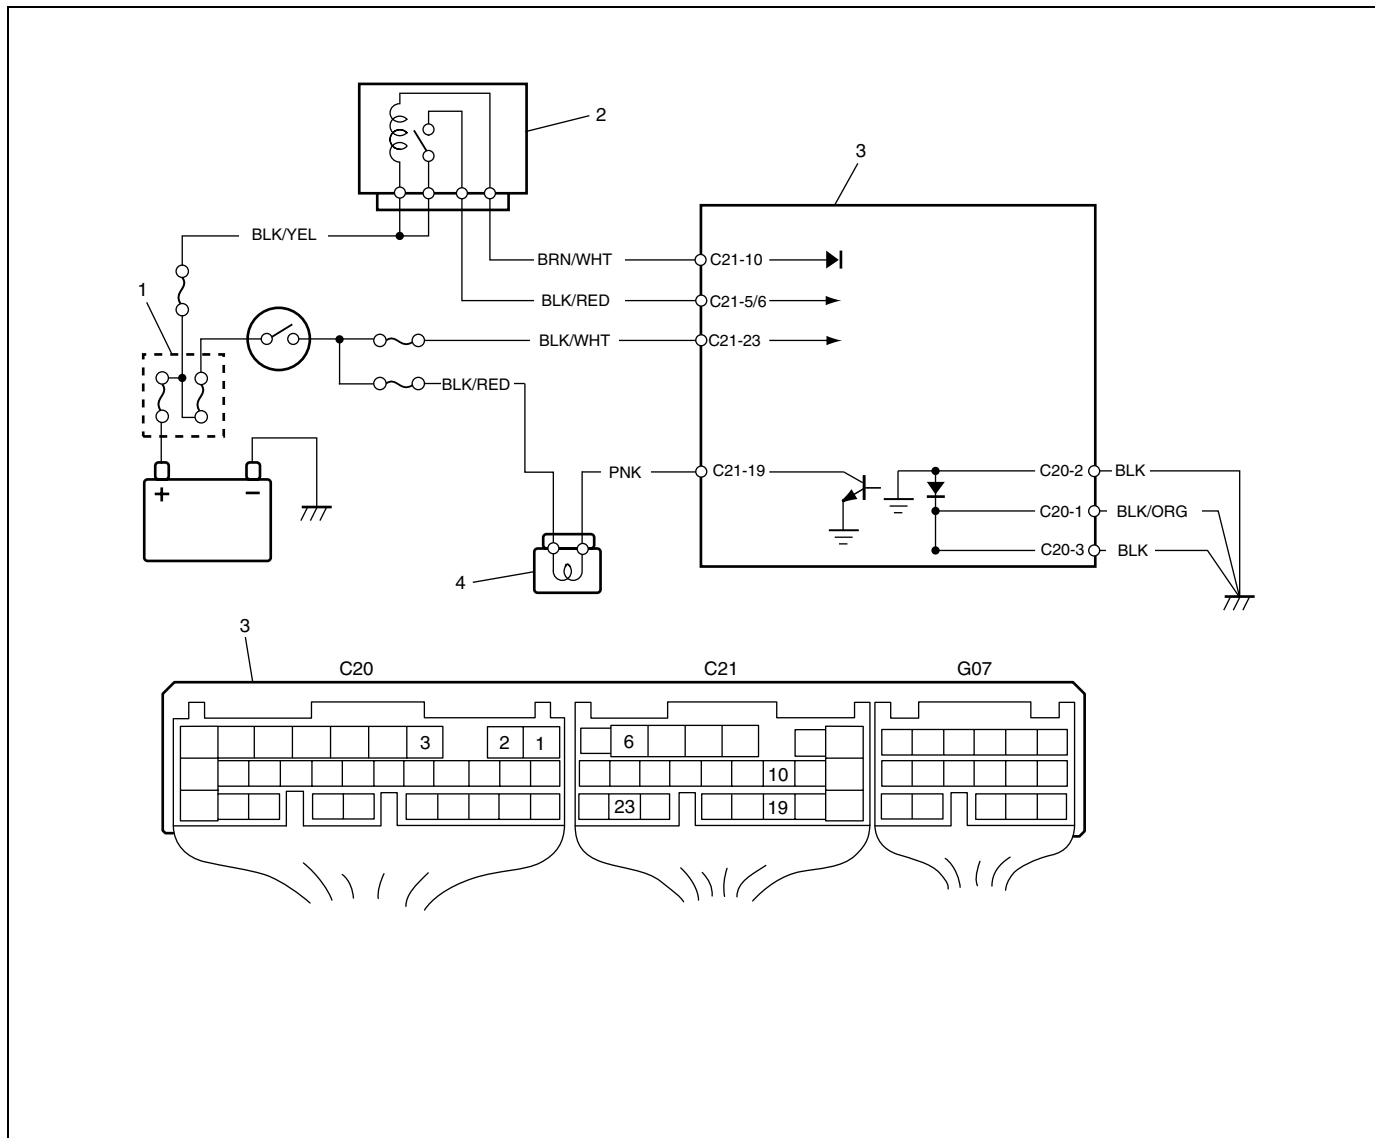 2
3
BLK/YEL
BRN/WHT C21-10
1
BLK/RED C21-5/6
BLK/WHT C21-23
BLK/RED
PNK C21-19
C20-2 BLK
+ −
C20-1 BLK/ORG
C20-3 BLK
4
3
C20 C21 G07
3 2 1 6
10
23 19